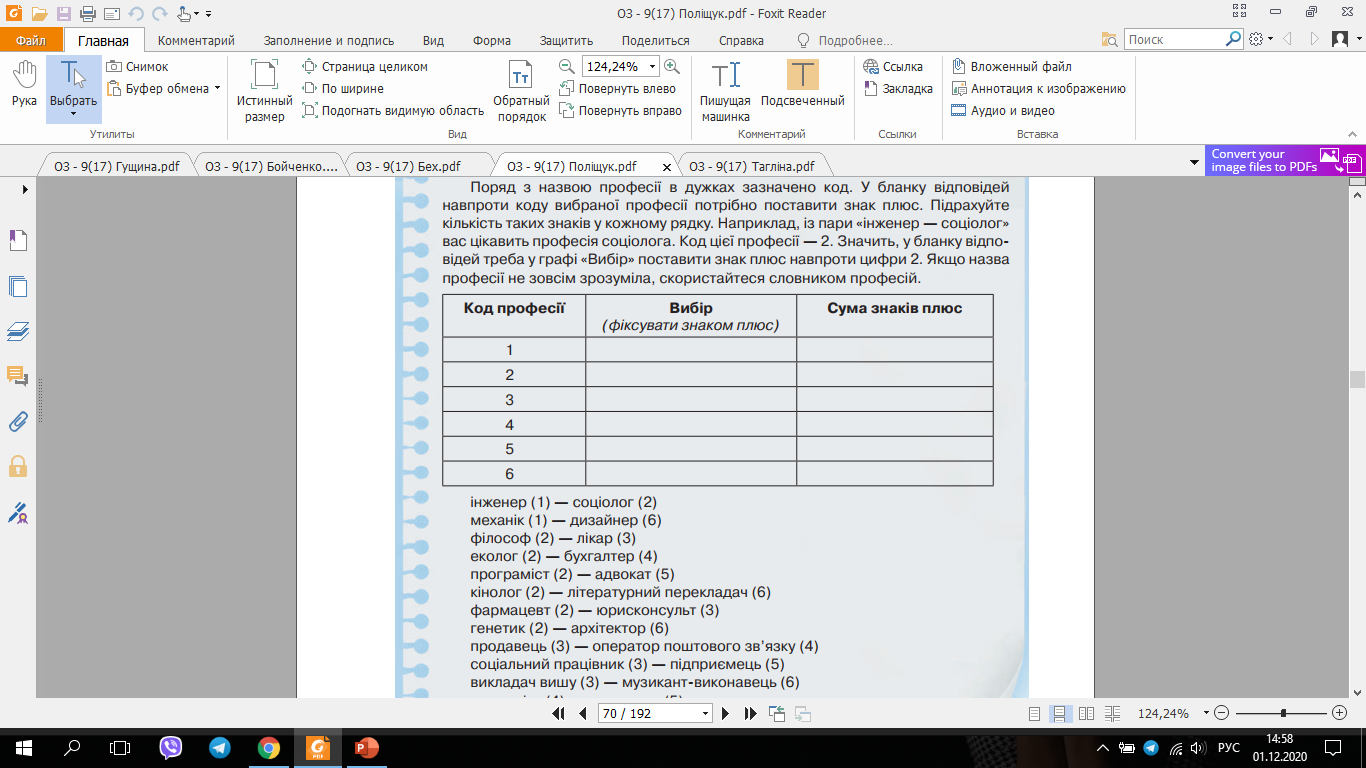 ОЗ - 9(17) Поліщук.pdf - Foxit Reader
Файл Главная Комментарий Заполнение и подпись Вид Форма Защитить Поделиться Справка Подробнее... Поиск
Рука
Выбрать
Снимок
Буфер обмена
Утилиты
Истинный размер
Страница целиком
По ширине
Подогнать видимую область
Обратный порядок
124,24%
Повернуть влево
Повернуть вправо
Вид
Пишущая машинка
Подсвеченный
Комментарий
Ссылка
Закладка
Ссылки
Вложенный файл
Аннотация к изображению
Аудио и видео
Вставка
ОЗ - 9(17) Гущина.pdf ОЗ - 9(17) Бойченко.... ОЗ - 9(17) Бех.pdf ОЗ - 9(17) Поліщук.pdf ОЗ - 9(17) Тагліна.pdf
Convert your
image files to PDFs
Поряд з назвою професії в дужках зазначено код. У бланку відповідей
навпроти коду вибраної професії потрібно поставити знак плюс. Підрахуйте
кількість таких знаків у кожному рядку. Наприклад, із пари «інженер — соціолог»
вас цікавить професія соціолога. Код цієї професії — 2. Значить, у бланку відпо-
відей треба у графі «Вибір» поставити знак плюс навпроти цифри 2. Якщо назва
професії не зовсім зрозуміла, скористайтеся словником професій.
Код професії Вибір Сума знаків плюс
(фіксувати знаком плюс)
1
2
3
4
5
6
інженер (1) — соціолог (2)
механік (1) — дизайнер (6)
філософ (2) — лікар (3)
еколог (2) — бухгалтер (4)
програміст (2) — адвокат (5)
кінолог (2) — літературний перекладач (6)
фармацевт (2) — юрисконсульт (3)
генетик (2) — архітектор (6)
продавець (3) — оператор поштового зв’язку (4)
соціальний працівник (3) — підприємець (5)
викладач вишу (3) — музикант-виконавець (6)
70 / 192
124,24%
РУС
14:58
01.12.2020